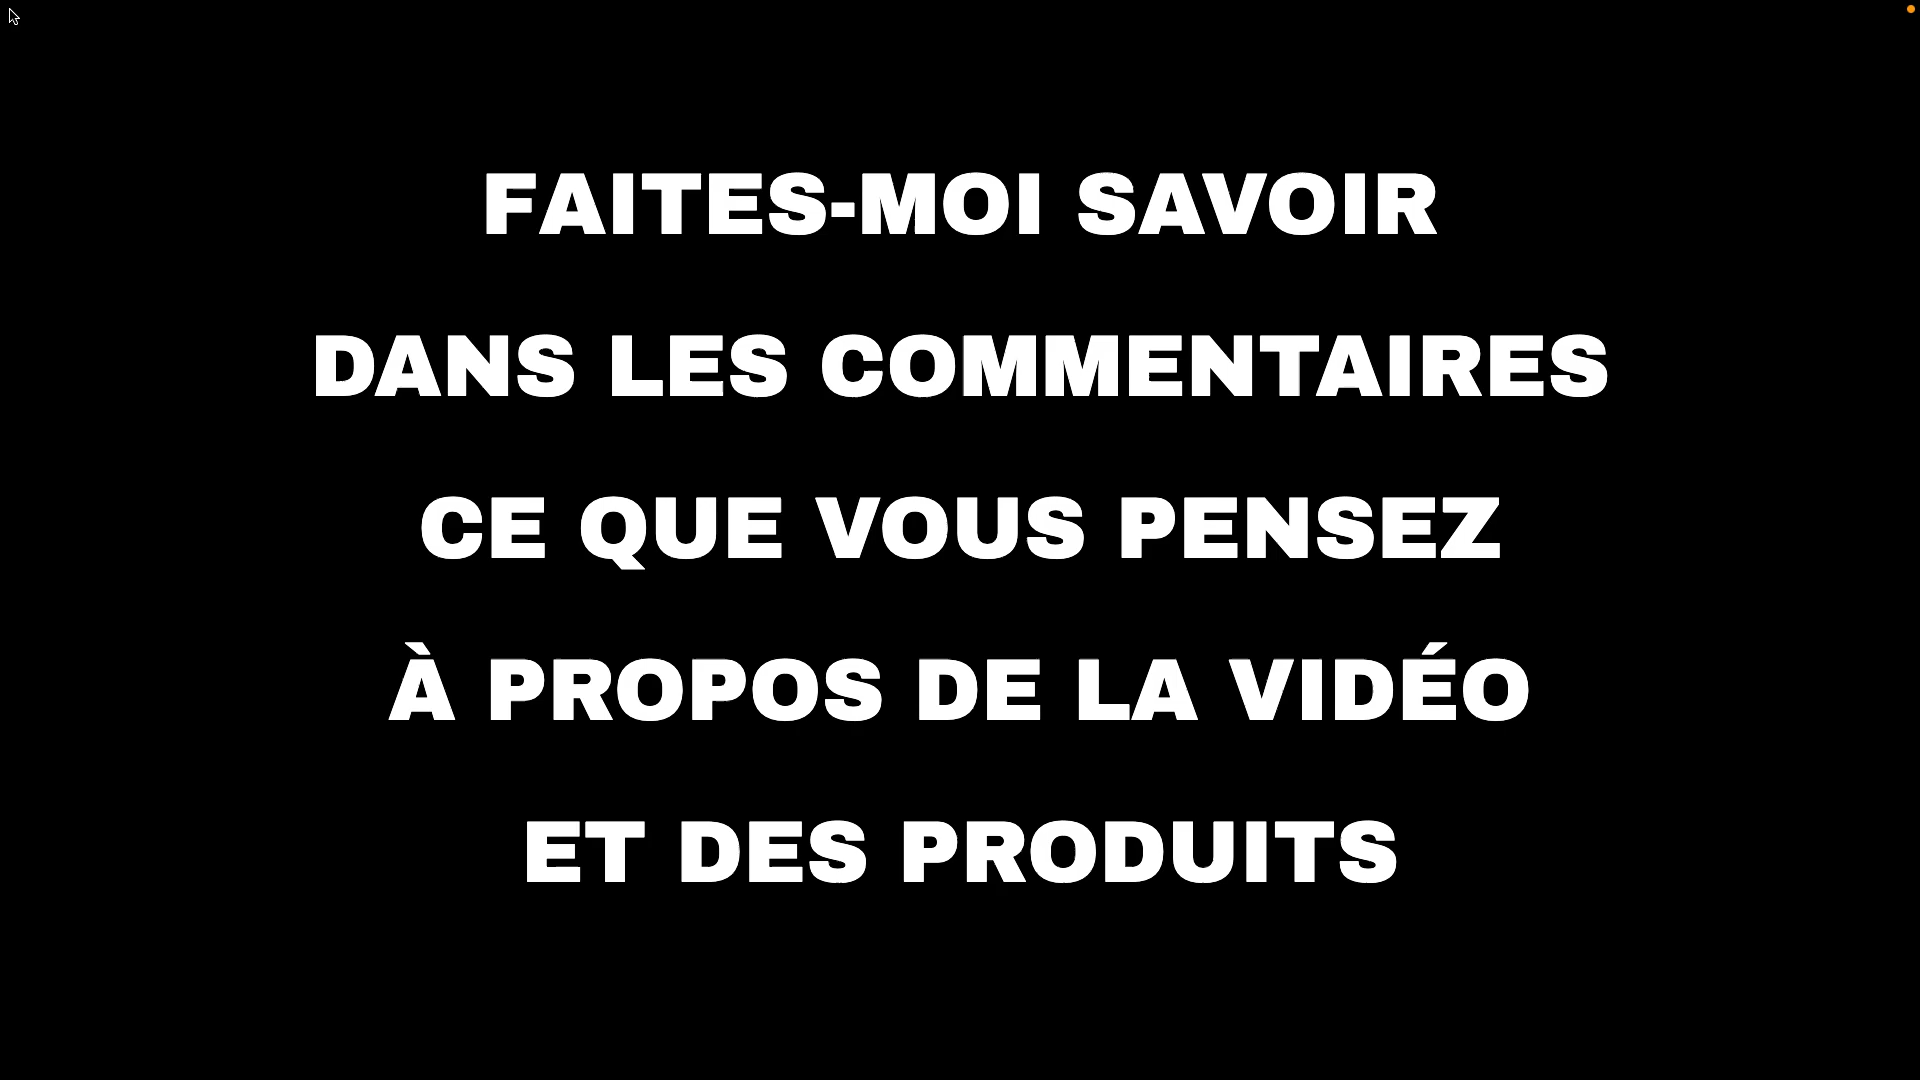 FAITES-MOI SAVOIR
DANS LES COMMENTAIRES
CE QUE VOUS PENSEZ
À PROPOS DE LA VIDÉO
ET DES PRODUITS